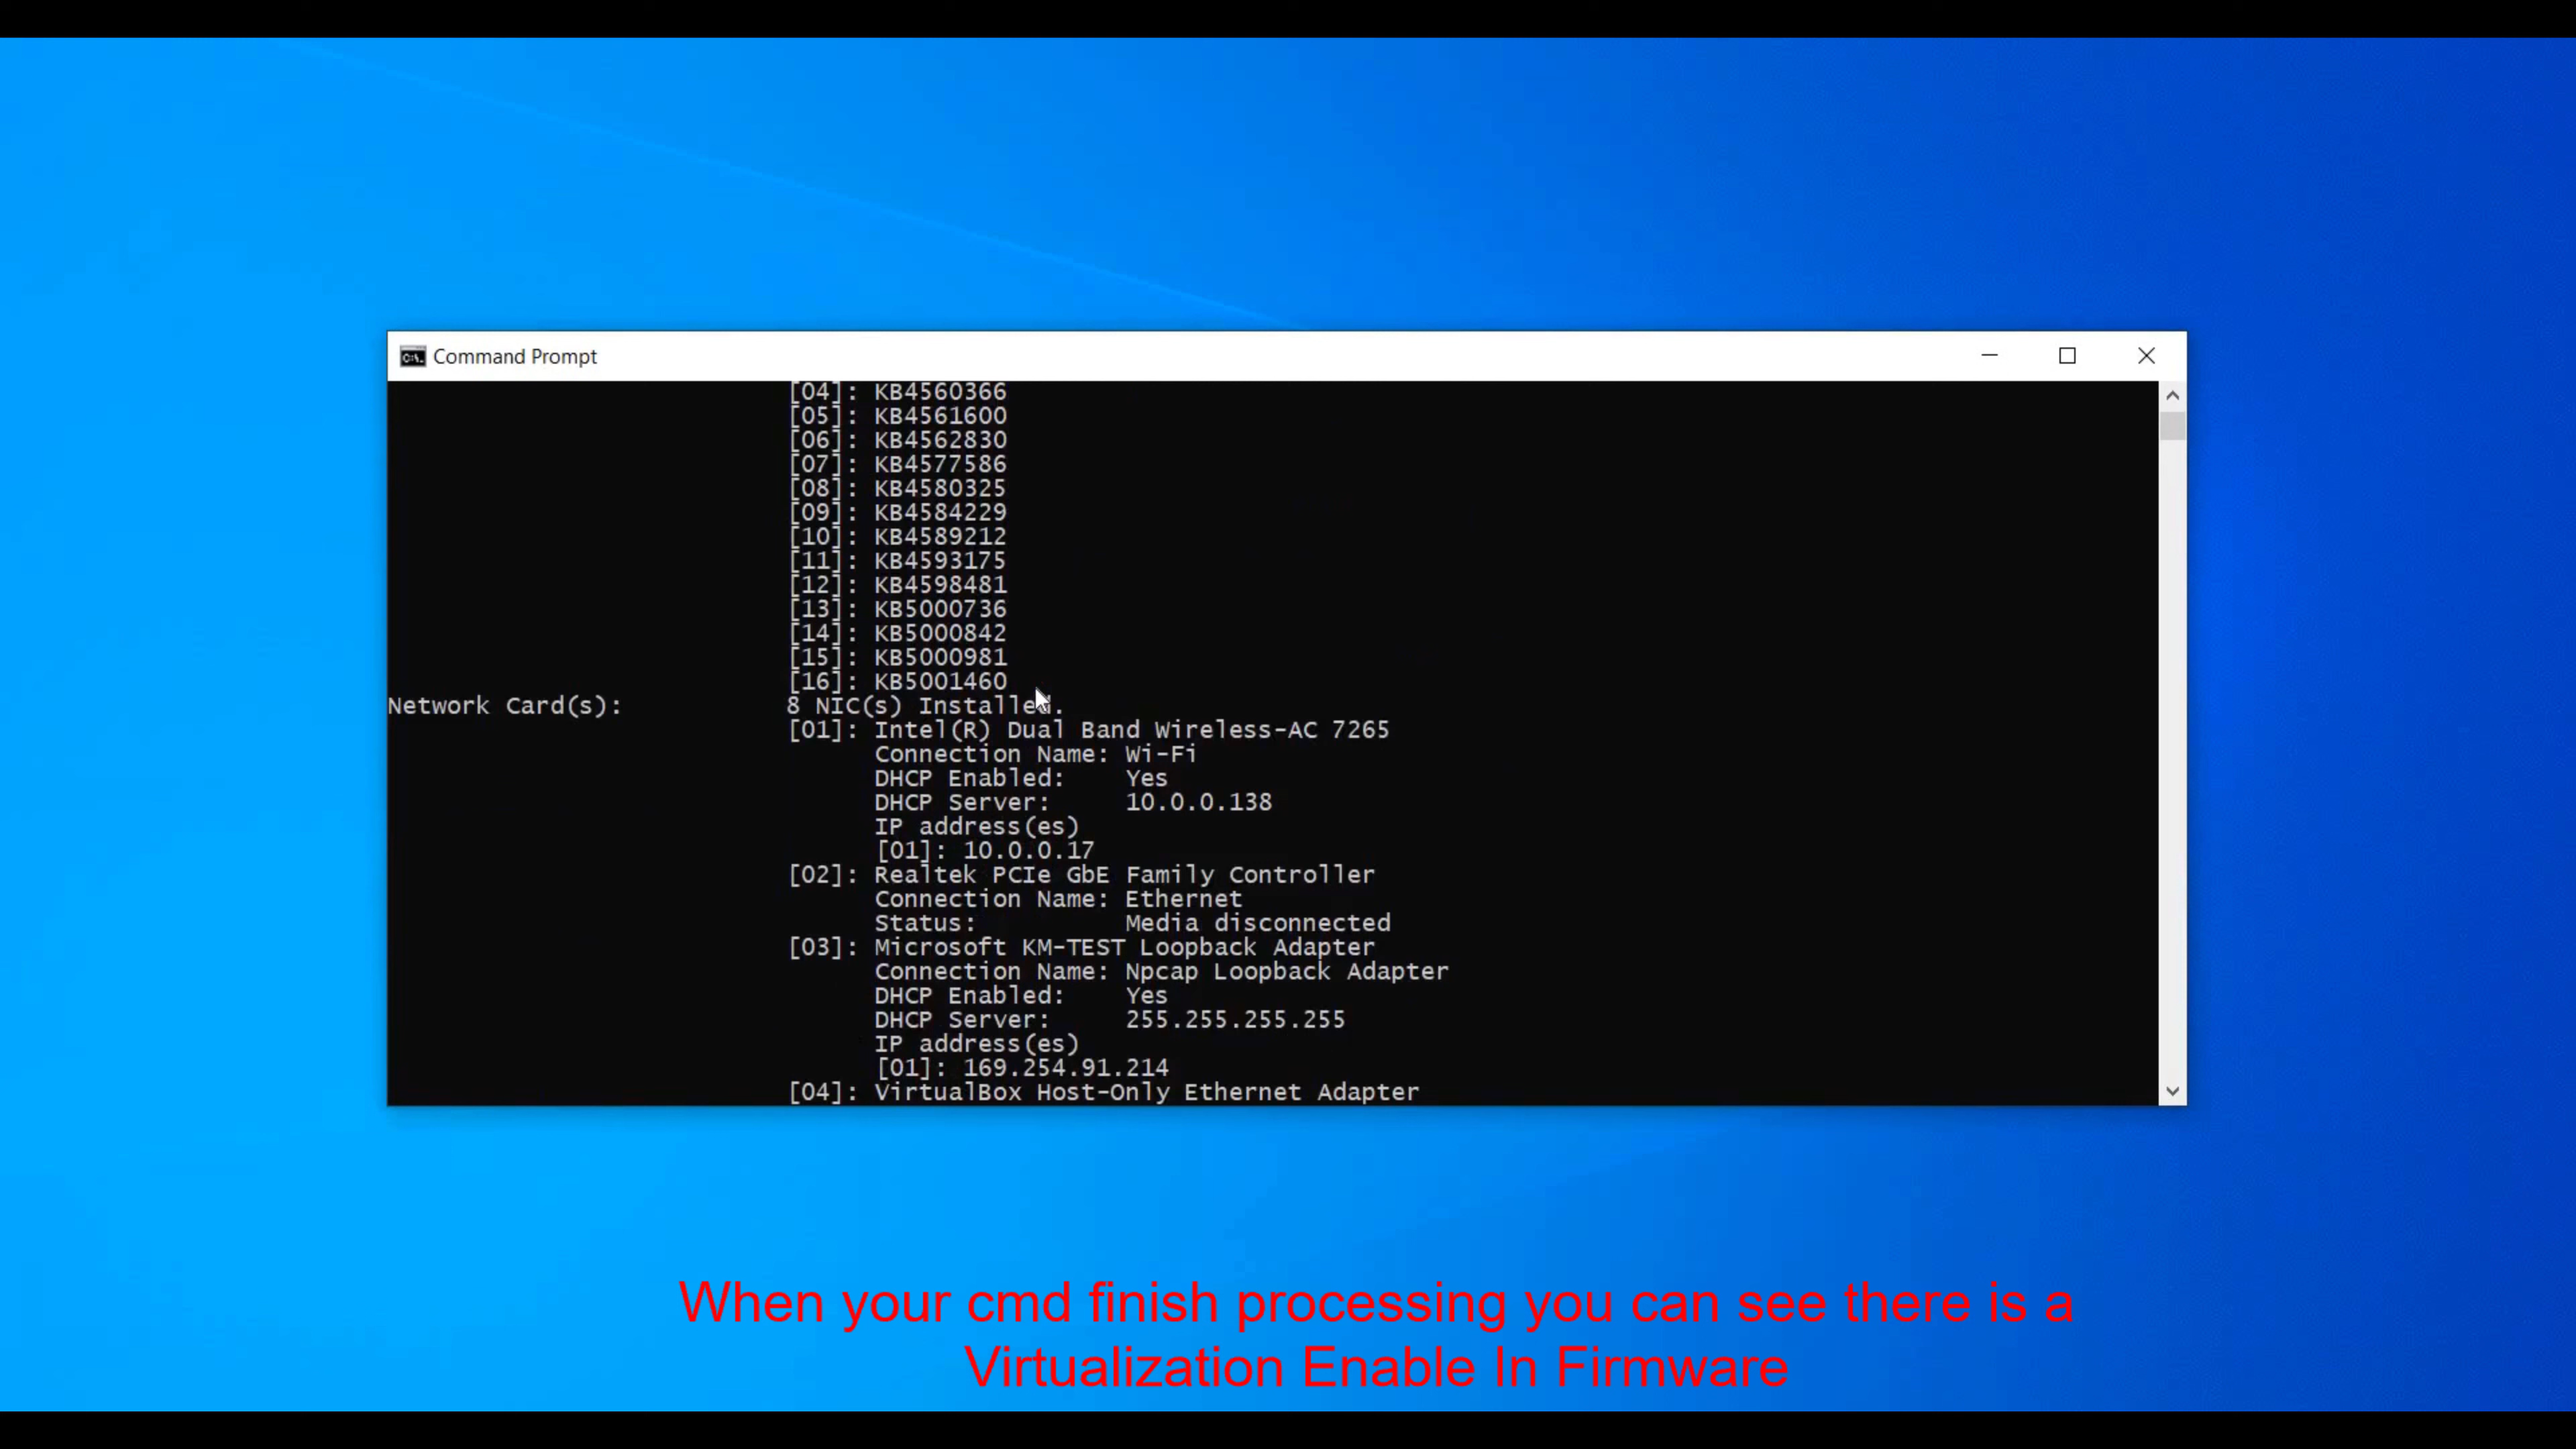 Command Prompt
[04]: KB4560366
[05]: KB4561600
[06]: KB4562830
[07]: KB4577586
[08]: KB4580325
[09]: KB4584229
[10]: KB4589212
[11]: KB4593175
[12]: KB4598481
[13]: KB5000736
[14]: KB5000842
[15]: KB5000981
[16]: KB5001460
Network Card(s): 8 NIC(s) Installed.
[01]: Intel(R) Dual Band Wireless-AC 7265
Connection Name: Wi-Fi
DHCP Enabled: Yes
DHCP Server: 10.0.0.138
IP address(es)
[01]: 10.0.0.17
[02]: Realtek PCIe GbE Family Controller
Connection Name: Ethernet
Status: Media disconnected
[03]: Microsoft KM-TEST Loopback Adapter
Connection Name: Npcap Loopback Adapter
DHCP Enabled: Yes
DHCP Server: 255.255.255.255
IP address(es)
[01]: 169.254.91.214
[04]: VirtualBox Host-Only Ethernet Adapter
When your cmd finish processing you can see there is a
Virtualization Enable In Firmware